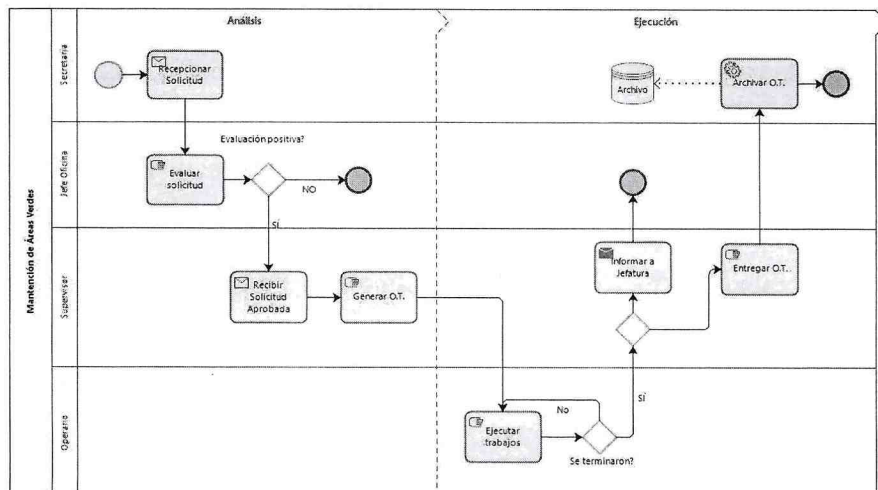 Análisis
Ejecución
Mantención de Áreas Verdes
Secretaria
Recepcionar
Solicitud
Archivo
Archivar O.T.
Jefe Oficina
Evaluación positiva?
Evaluar
solicitud
NO
SÍ
Supervisor
Recibir
Solicitud
Aprobada
Generar O.T.
Informar a
Jefatura
Entregar O.T.
Operario
Ejecutar
trabajos
No
SÍ
Se terminaron?